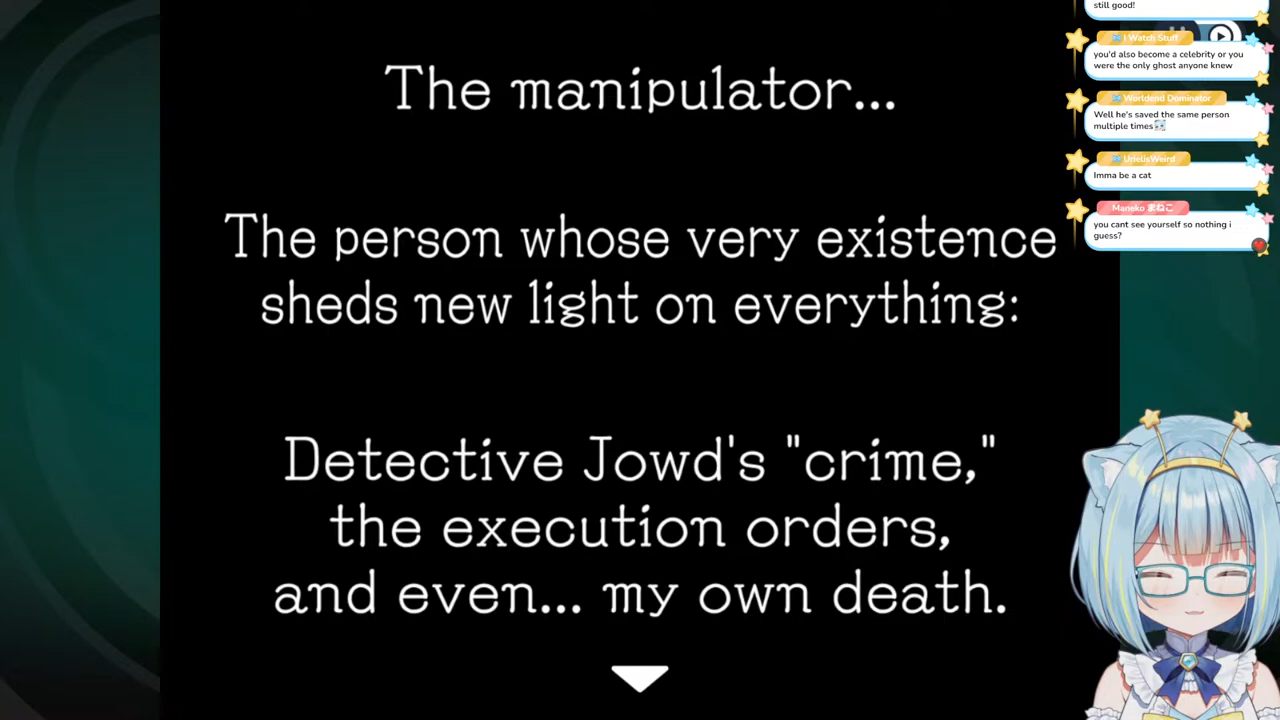 The manipulator...
The person whose very existence
sheds new light on everything:
Detective Jowd's "crime,"
the execution orders,
and even... my own death.
still good!
I Watch Stuff
you'd also become a celebrity or you
were the only ghost anyone knew
Worldend Dominator
Well he's saved the same person
multiple times
UrielisWeird
Imma be a cat
Maneko まねこ
you cant see yourself so nothing i
guess?